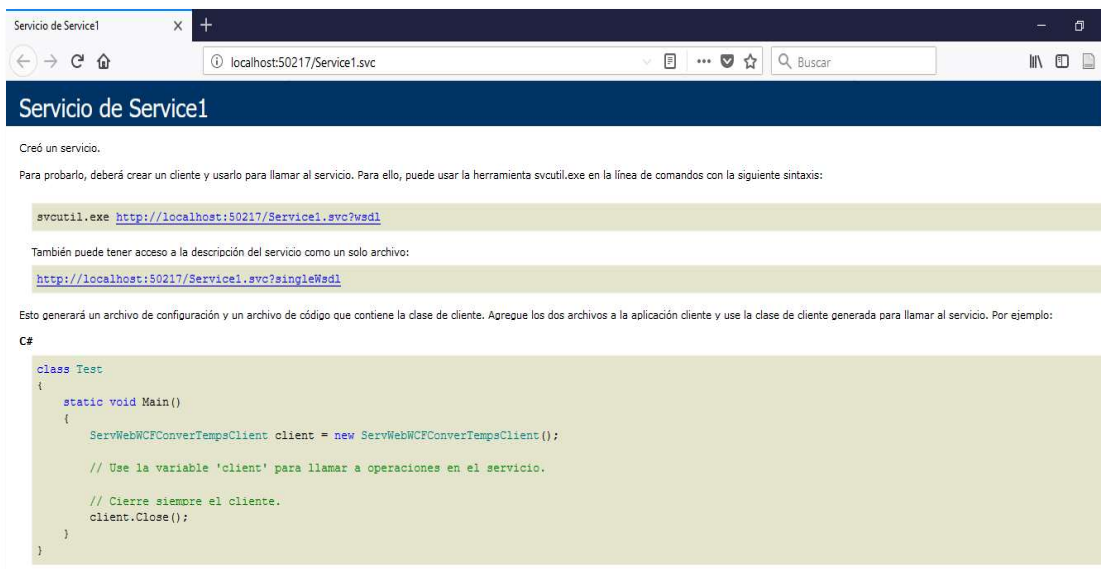 Servicio de Service1
localhost:50217/Service1.svc
Buscar
Servicio de Service1
Creó un servicio.
Para probarlo, deberá crear un cliente y usarlo para llamar al servicio. Para ello, puede usar la herramienta svcutil.exe en la línea de comandos con la siguiente sintaxis:
svcutil.exe http://localhost:50217/Service1.svc?wsdl
También puede tener acceso a la descripción del servicio como un solo archivo:
http://localhost:50217/Service1.svc?singleWsdl
Esto generará un archivo de configuración y un archivo de código que contiene la clase de cliente. Agregue los dos archivos a la aplicación cliente y use la clase de cliente generada para llamar al servicio. Por ejemplo:
C#
class Test
{
static void Main()
{
ServWebWCFConverTempsClient client = new ServWebWCFConverTempsClient();
// Use la variable 'client' para llamar a operaciones en el servicio.
// Cierre siempre el cliente.
client.Close();
}
}